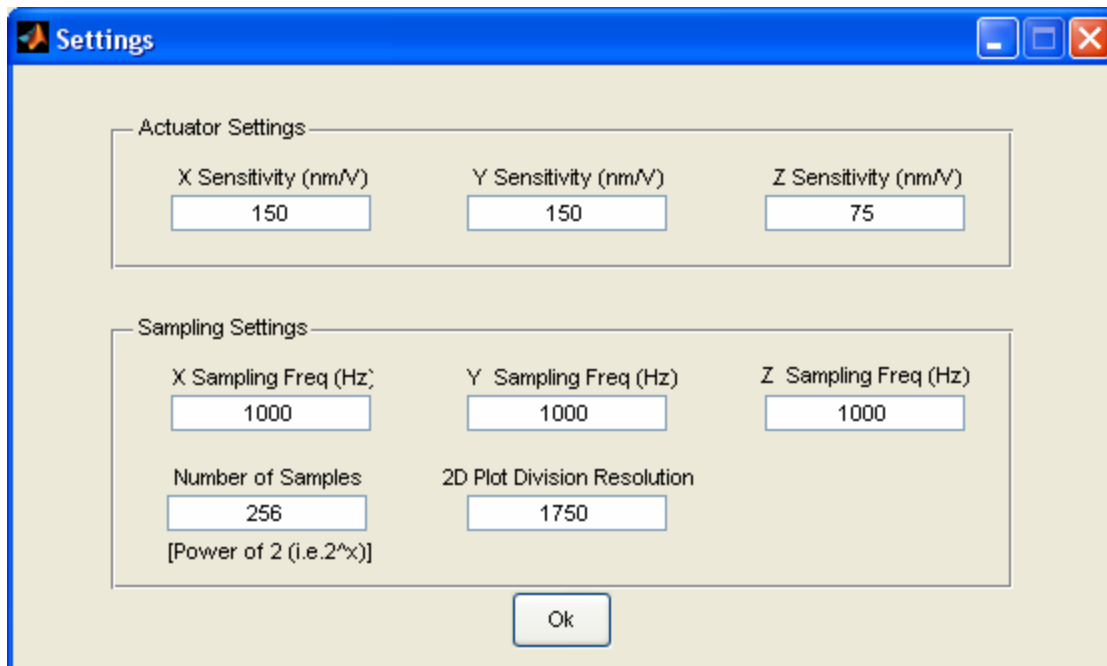 Settings
Actuator Settings
X Sensitivity (nm/V) Y Sensitivity (nm/V) Z Sensitivity (nm/V)
150 150 75
Sampling Settings
X Sampling Freq (Hz) Y Sampling Freq (Hz) Z Sampling Freq (Hz)
1000 1000 1000
Number of Samples 2D Plot Division Resolution
256 1750
[Power of 2 (i.e.2^x)]
Ok